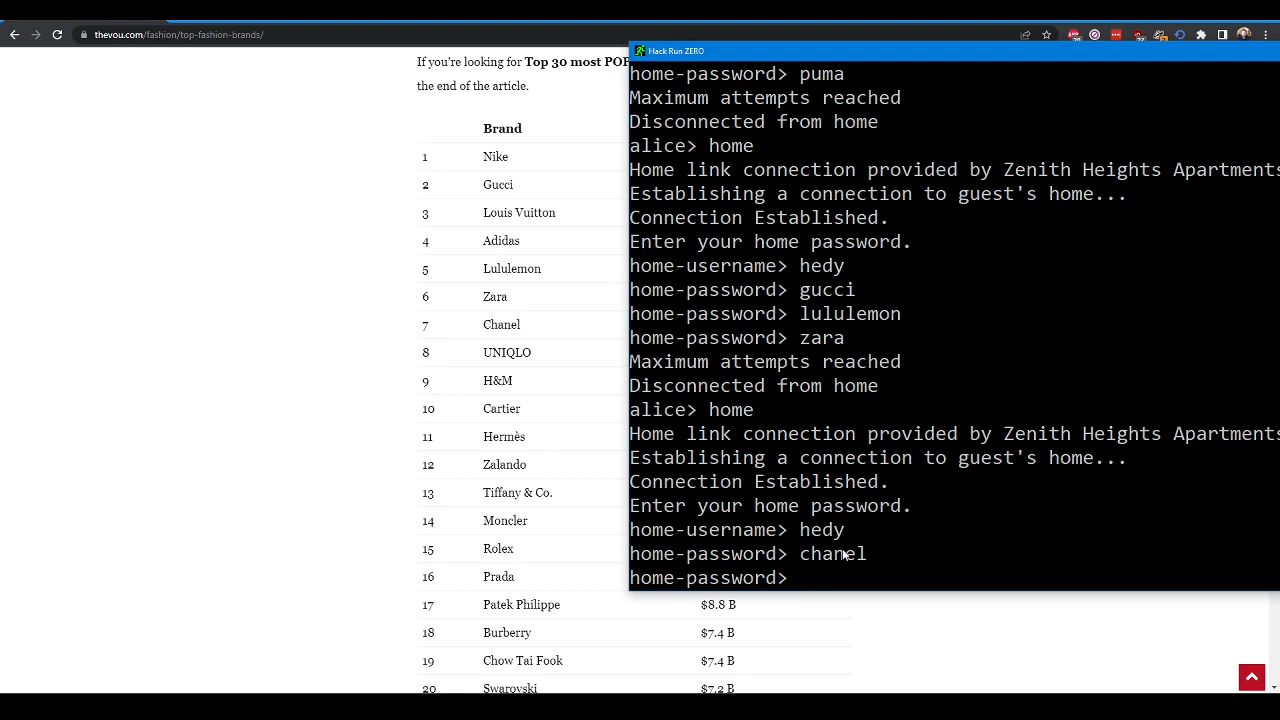 thevou.com/fashion/top-fashion-brands/
If you're looking for Top 30 most POP
the end of the article.
Brand
1 Nike
2 Gucci
3 Louis Vuitton
4 Adidas
5 Lululemon
6 Zara
7 Chanel
8 UNIQLO
9 H&M
10 Cartier
11 Hermès
12 Zalando
13 Tiffany & Co.
14 Moncler
15 Rolex
16 Prada
17 Patek Philippe $8.8 B
18 Burberry $7.4 B
19 Chow Tai Fook $7.4 B
20 Swarovski $7.2 B
Hack Run ZERO
home-password> puma
Maximum attempts reached
Disconnected from home
alice> home
Home link connection provided by Zenith Heights Apartments
Establishing a connection to guest's home...
Connection Established.
Enter your home password.
home-username> hedy
home-password> gucci
home-password> lululemon
home-password> zara
Maximum attempts reached
Disconnected from home
alice> home
Home link connection provided by Zenith Heights Apartments
Establishing a connection to guest's home...
Connection Established.
Enter your home password.
home-username> hedy
home-password> chanel
home-password>